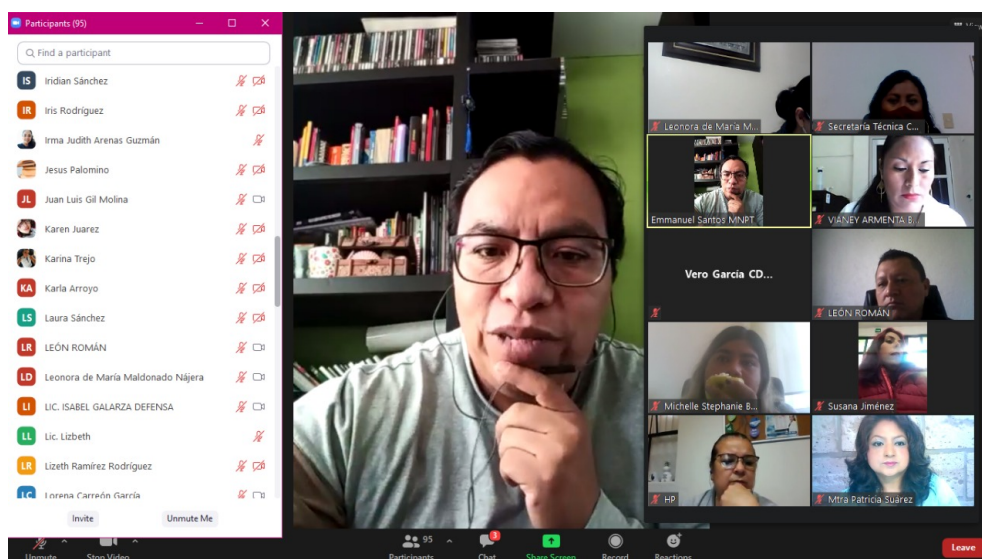 Participants (95)
Find a participant
IS Iridian Sánchez
IR Iris Rodríguez
Irma Judith Arenas Guzmán
Jesus Palomino
JL Juan Luis Gil Molina
Karen Juarez
Karina Trejo
KA Karla Arroyo
LS Laura Sánchez
LR LEÓN ROMÁN
LD Leonora de María Maldonado Nájera
LI LIC. ISABEL GALARZA DEFENSA
LL Lic. Lizbeth
LR Lizeth Ramírez Rodríguez
LC Lorena Carreón García
Invite Unmute Me
Leonora de María M...
Secretaría Técnica C...
Emmanuel Santos MNPT
VIANEY ARMENTA B...
Vero García CD...
LEÓN ROMÁN
Michelle Stephanie B...
Susana Jiménez
HP
Mtra Patricia Suárez
Unmute Stop Video 95 Participants 3 Chat Share Screen Record Reactions Leave